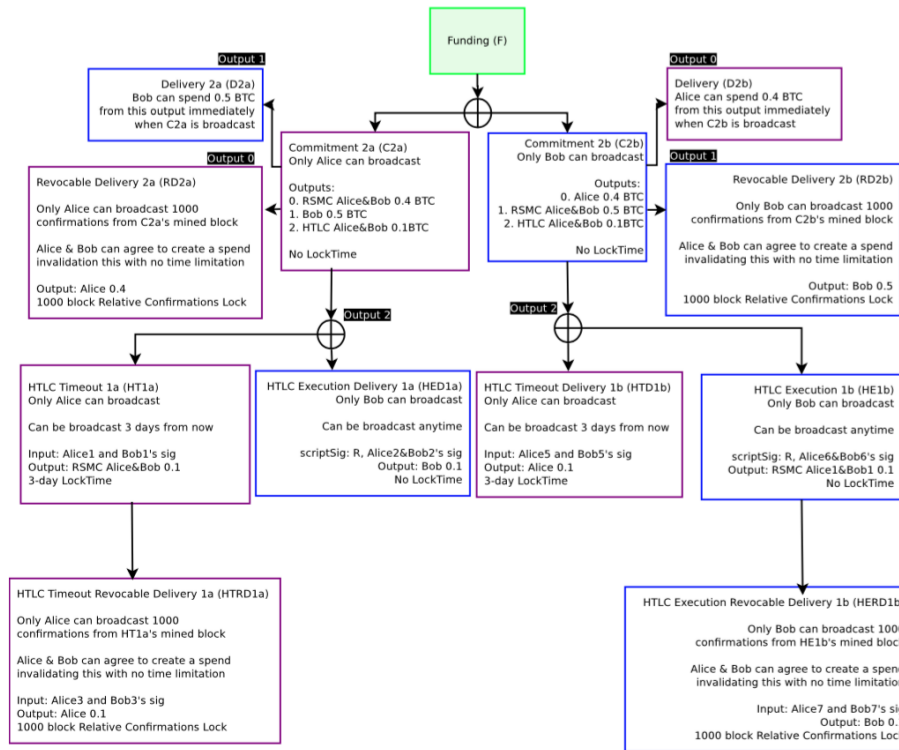 Funding (F)
Output 1
Delivery 2a (D2a)
Bob can spend 0.5 BTC
from this output immediately
when C2a is broadcast
Output 0
Delivery (D2b)
Alice can spend 0.4 BTC
from this output immediately
when C2b is broadcast
Commitment 2a (C2a)
Only Alice can broadcast
Outputs:
0. RSMC Alice&Bob 0.4 BTC
1. Bob 0.5 BTC
2. HTLC Alice&Bob 0.1BTC
No LockTime
Commitment 2b (C2b)
Only Bob can broadcast
Outputs:
0. Alice 0.4 BTC
1. RSMC Alice&Bob 0.5 BTC
2. HTLC Alice&Bob 0.1BTC
No LockTime
Output 0
Revocable Delivery 2a (RD2a)
Only Alice can broadcast 1000
confirmations from C2a's mined block
Alice & Bob can agree to create a spend
invalidation this with no time limitation
Output: Alice 0.4
1000 block Relative Confirmations Lock
Output 1
Revocable Delivery 2b (RD2b)
Only Bob can broadcast 1000
confirmations from C2b's mined block
Alice & Bob can agree to create a spend
invalidating this with no time limitation
Output: Bob 0.5
1000 block Relative Confirmations Lock
Output 2
Output 2
HTLC Timeout 1a (HT1a)
Only Alice can broadcast
Can be broadcast 3 days from now
Input: Alice1 and Bob1's sig
Output: RSMC Alice&Bob 0.1
3-day LockTime
HTLC Execution Delivery 1a (HED1a)
Only Bob can broadcast
Can be broadcast anytime
scriptSig: R, Alice2&Bob2's sig
Output: Bob 0.1
No LockTime
HTLC Timeout Delivery 1b (HTD1b)
Only Alice can broadcast
Can be broadcast 3 days from now
Input: Alice5 and Bob5's sig
Output: Alice 0.1
3-day LockTime
HTLC Execution 1b (HE1b)
Only Bob can broadcast
Can be broadcast anytime
scriptSig: R, Alice6&Bob6's sig
Output: RSMC Alice1&Bob1 0.1
No LockTime
HTLC Timeout Revocable Delivery 1a (HTRD1a)
Only Alice can broadcast 1000
confirmations from HT1a's mined block
Alice & Bob can agree to create a spend
invalidating this with no time limitation
Input: Alice3 and Bob3's sig
Output: Alice 0.1
1000 block Relative Confirmations Lock
HTLC Execution Revocable Delivery 1b (HERD1b
Only Bob can broadcast 1000
confirmations from HE1b's mined block
Alice & Bob can agree to create a spend
invalidating this with no time limitation
Input: Alice7 and Bob7's sig
Output: Bob 0.
1000 block Relative Confirmations Lock